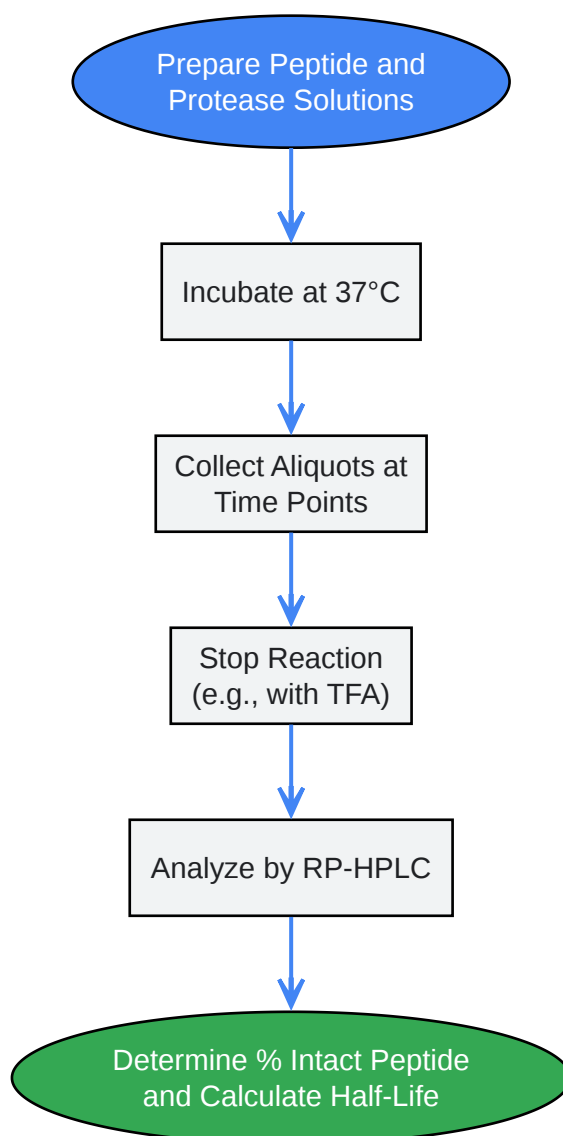 Prepare Peptide and
Protease Solutions
Incubate at 37°C
Collect Aliquots at
Time Points
Stop Reaction
(e.g., with TFA)
Analyze by RP-HPLC
Determine % Intact Peptide
and Calculate Half-Life